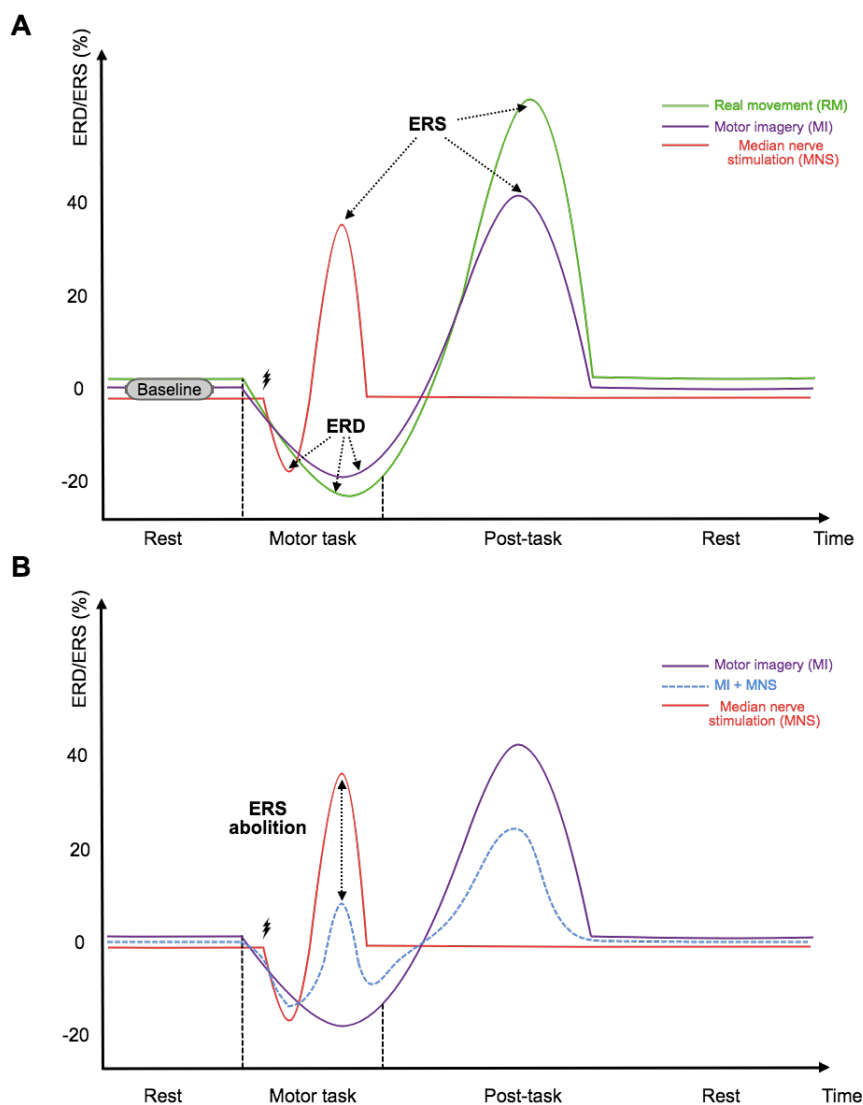 A
ERD/ERS (%)
Real movement (RM)
Motor imagery (MI)
Median nerve
stimulation (MNS)
ERS
40
20
0
Baseline
ERD
-20
Rest
Motor task
Post-task
Rest
Time
B
ERD/ERS (%)
Motor imagery (MI)
MI + MNS
Median nerve
stimulation (MNS)
40
ERS
abolition
20
0
-20
Rest
Motor task
Post-task
Rest
Time